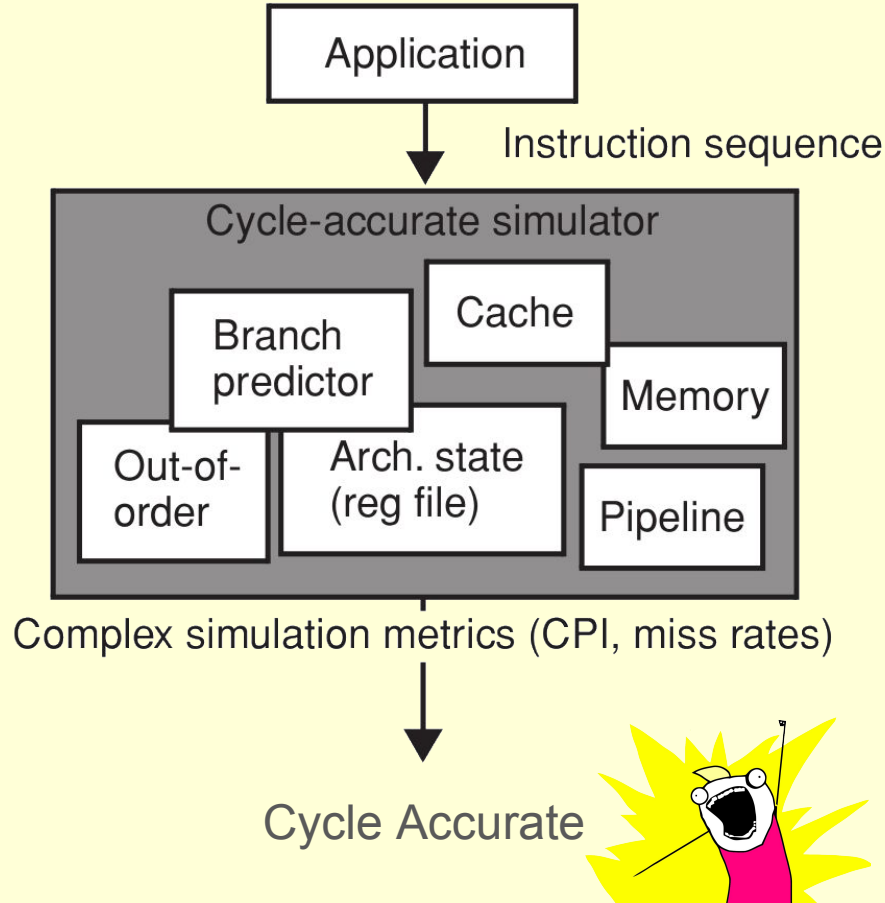 Application
Instruction sequence
Cycle-accurate simulator
Cache
Branch
predictor
Memory
Out-of-
order
Arch. state
(reg file)
Pipeline
Complex simulation metrics (CPI, miss rates)
Cycle Accurate